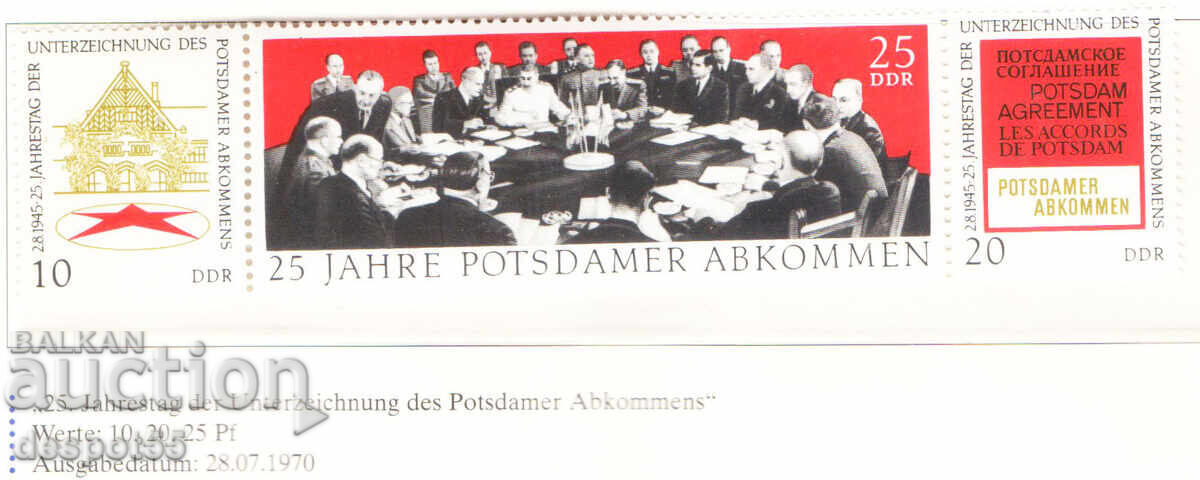 2.8.1945-25. JAHRESTAG DER
UNTERZEICHNUNG DES
POTSDAMER ABKOMMENS
10 DDR
25
DDR
25 JAHRE POTSDAMER ABKOMMEN
2.8.1945-25. JAHRESTAG DER
UNTERZEICHNUNG DES
POTSDAMER ABKOMMENS
ПОТСДАМСКОЕ
СОГЛАШЕНИЕ
POTSDAM
AGREEMENT
LES ACCORDS
DE POTSDAM
POTSDAMER
ABKOMMEN
20 DDR
BALKAN
auction
„25. Jahrestag der Unterzeichnung des Potsdamer Abkommens“
Werte: 10, 20, 25 Pf
despot55
Ausgabedatum: 28.07.1970